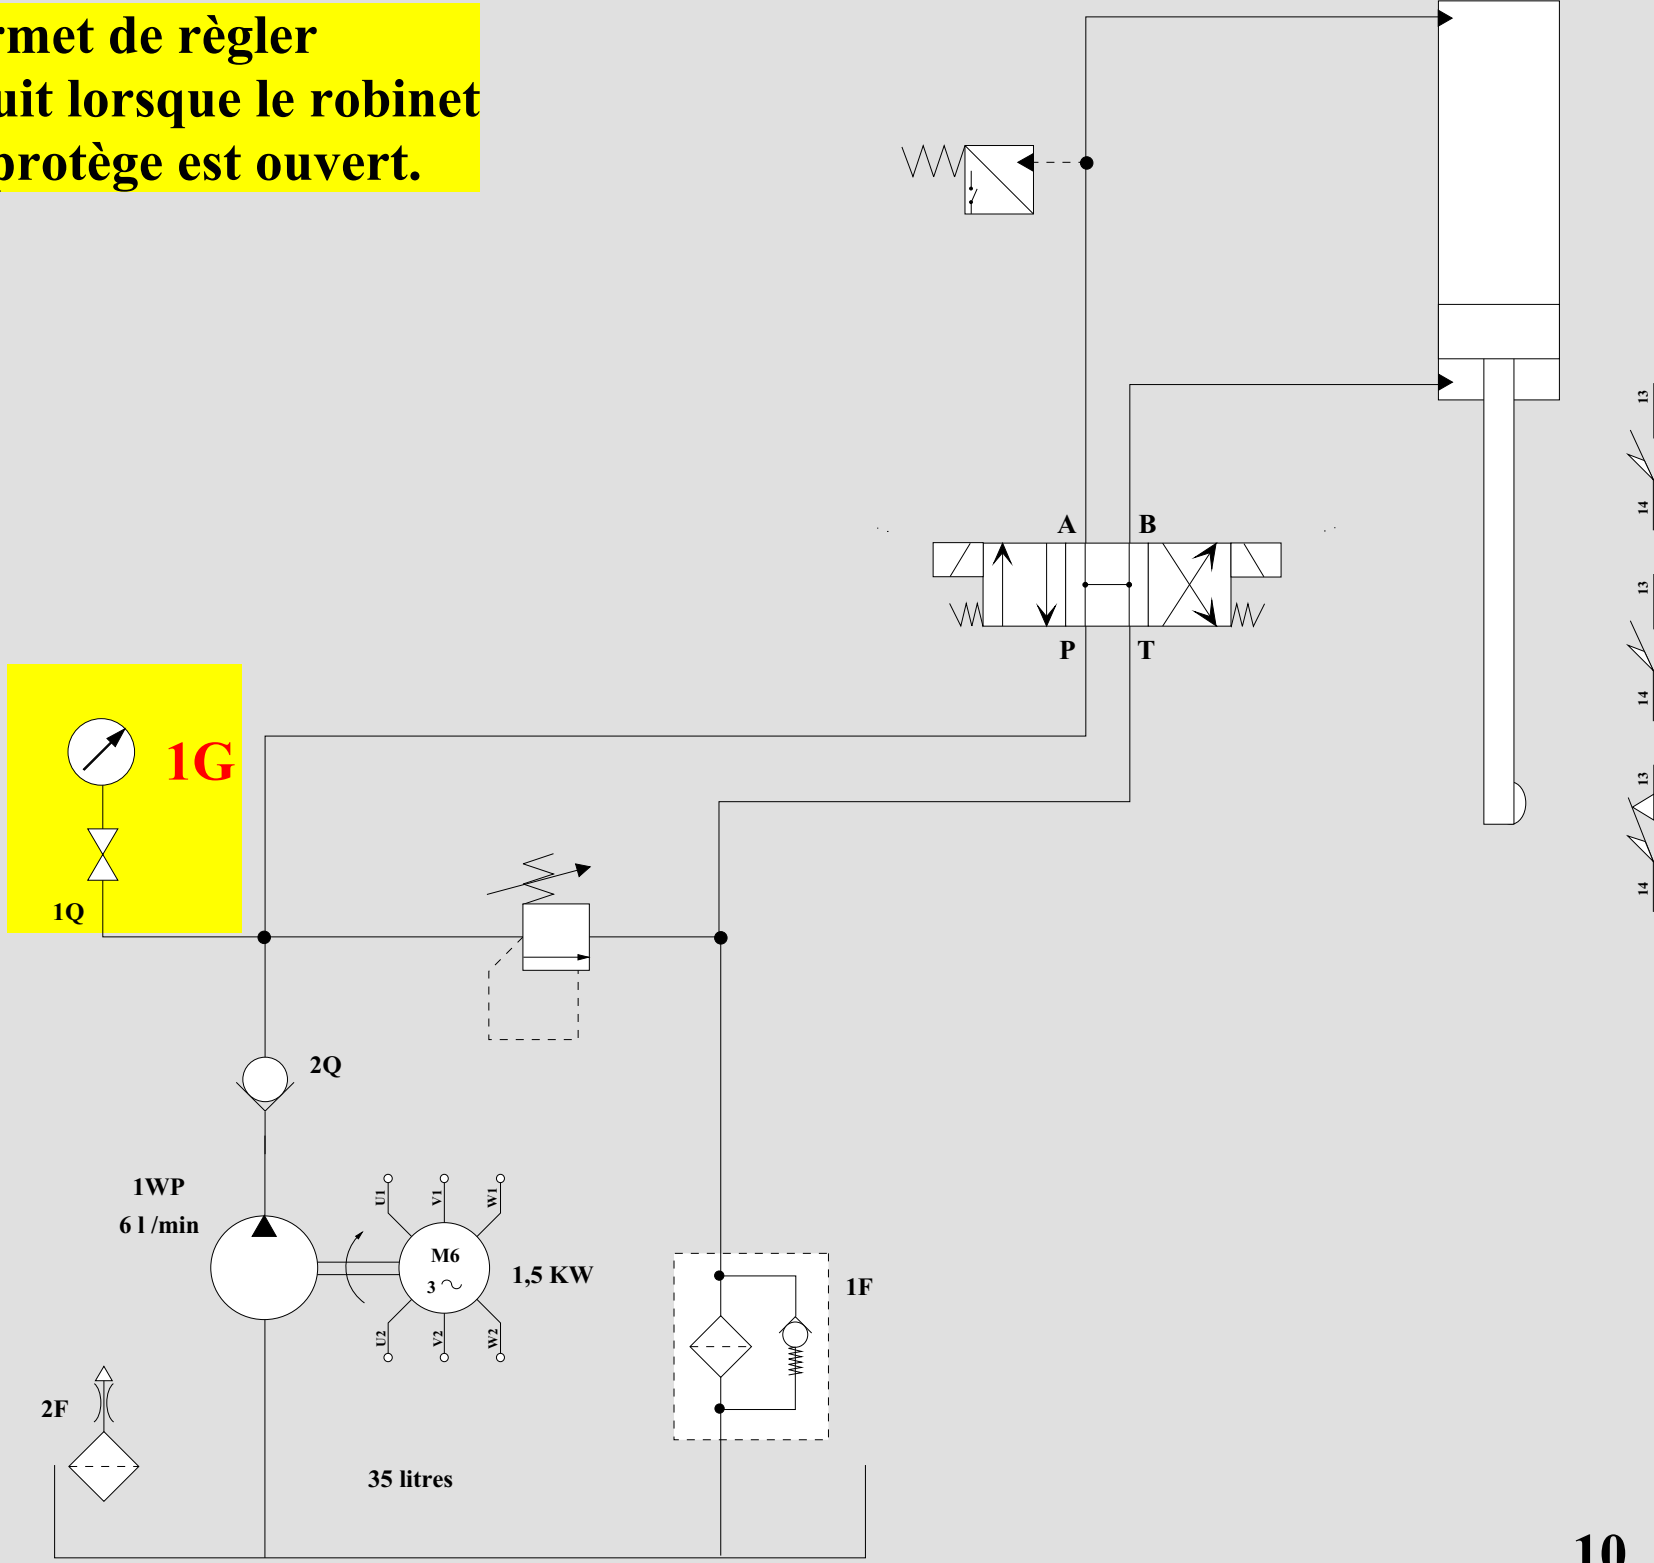 rmet de règler
uit lorsque le robinet
protège est ouvert.
A B
P T
1G
1Q
2Q
1WP
6 l /min
U1 V1 W1
M6
3
1,5 KW
U2 V2 W2
1F
2F
35 litres
13
14
13
14
13
14
10